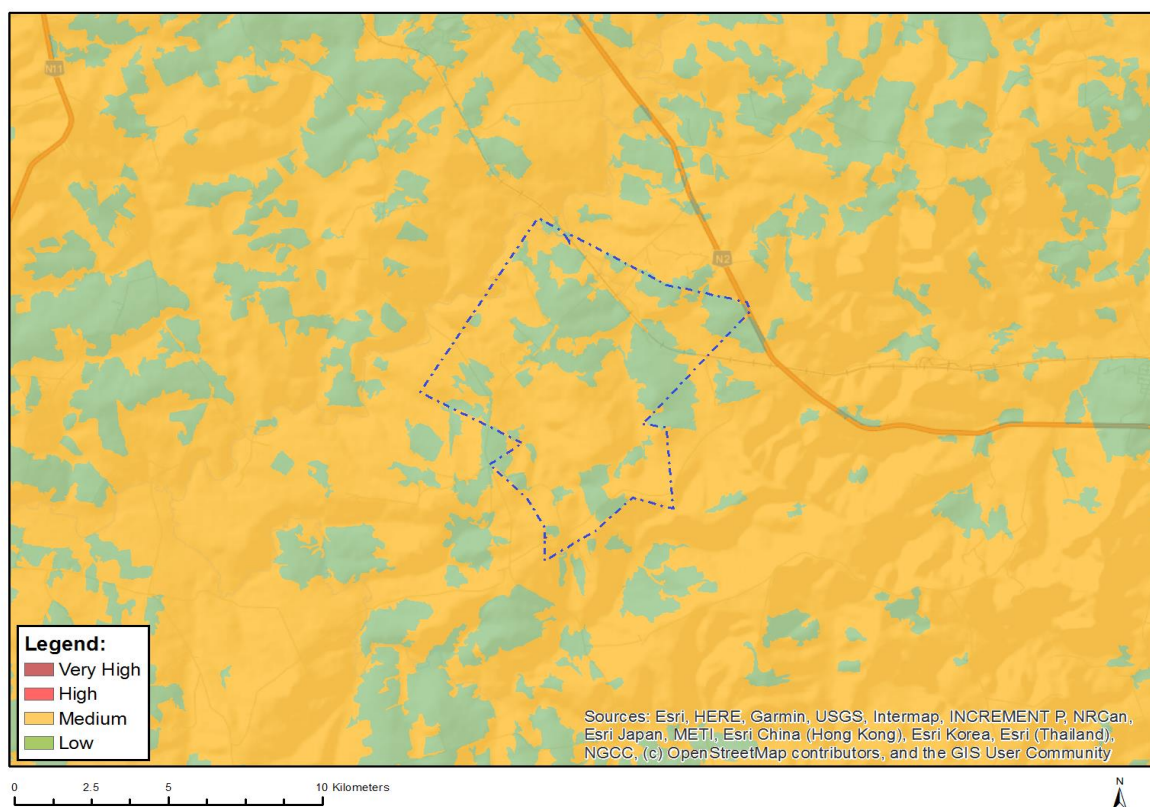 N11
N2
Legend:
Very High
High
Medium
Low
Sources: Esri, HERE, Garmin, USGS, Intermap, INCREMENT P, NRCan,
Esri Japan, METI, Esri China (Hong Kong), Esri Korea, Esri (Thailand),
NGCC, (c) OpenStreetMap contributors, and the GIS User Community
0 2.5 5 10 Kilometers
N